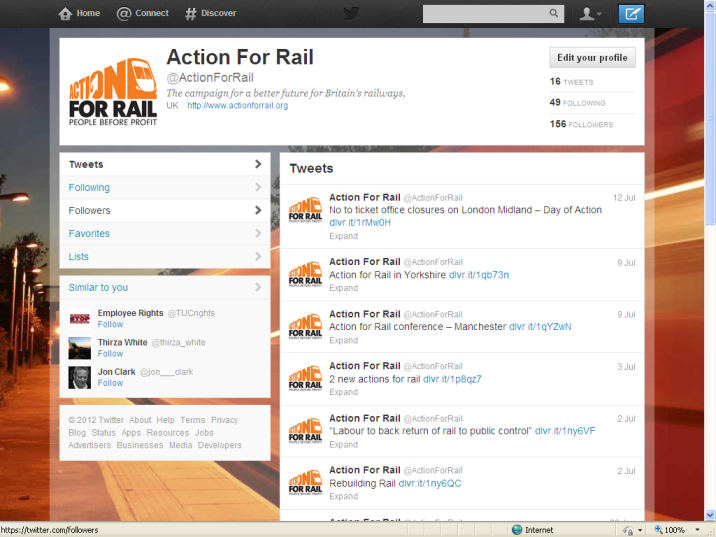 Home
Connect
Discover
ACTION
FOR RAIL
PEOPLE BEFORE PROFIT
Action For Rail
@ActionForRail
The campaign for a better future for Britain's railways,
UK http://www.actionforrail.org
Edit your profile
16 TWEETS
49 FOLLOWING
156 FOLLOWERS
Tweets
Following
Followers
Favorites
Lists
Similar to you
Employee Rights @TUCrights
Follow
Thirza White @thirza_white
Follow
Jon Clark @jon___clark
Follow
© 2012 Twitter About Help Terms Privacy
Blog Status Apps Resources Jobs
Advertisers Businesses Media Developers
Tweets
Action For Rail @ActionForRail 12 Jul
No to ticket office closures on London Midland – Day of Action
dlvr.it/1rMw0H
Expand
Action For Rail @ActionForRail 9 Jul
Action for Rail in Yorkshire dlvr.it/1qb73n
Expand
Action For Rail @ActionForRail 9 Jul
Action for Rail conference – Manchester dlvr.it/1qYZwN
Expand
Action For Rail @ActionForRail 3 Jul
2 new actions for rail dlvr.it/1p8qz7
Expand
Action For Rail @ActionForRail 2 Jul
"Labour to back return of rail to public control" dlvr.it/1ny6VF
Expand
Action For Rail @ActionForRail 2 Jul
Rebuilding Rail dlvr.it/1ny6QC
Expand
Action For Rail @ActionForRail
https://twitter.com/followers
Internet
100%